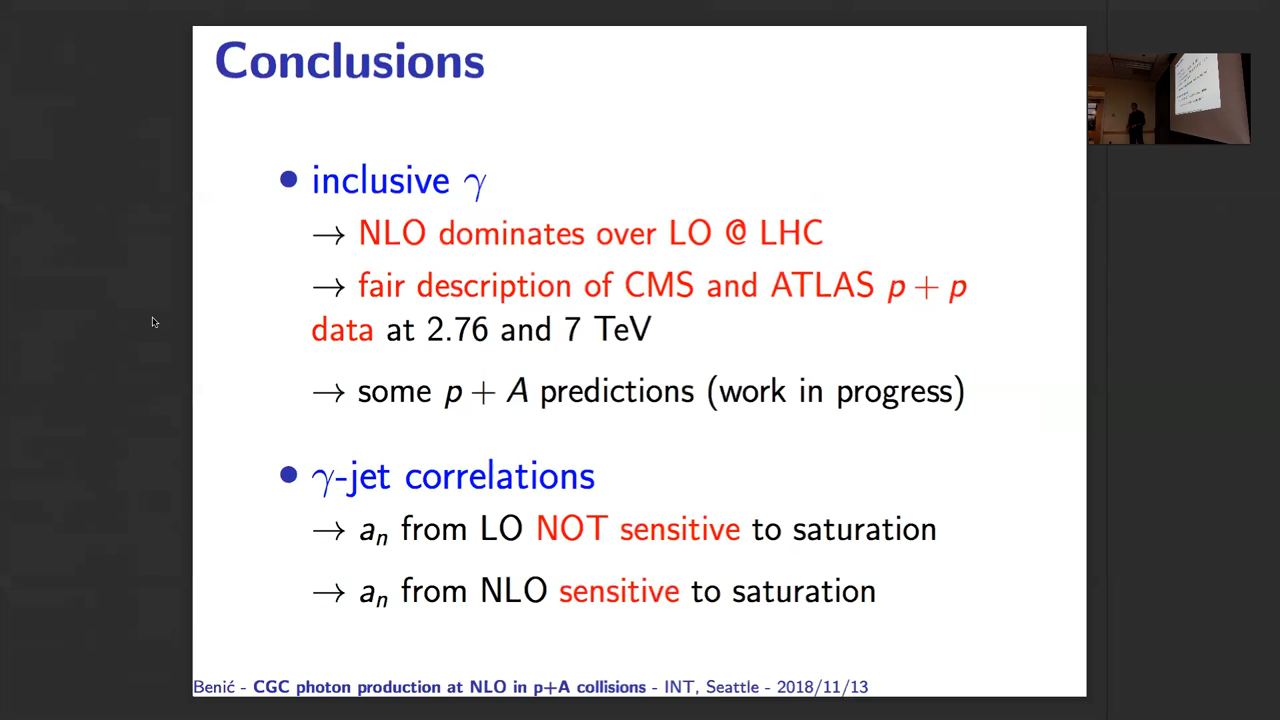 Conclusions
• inclusive γ
→ NLO dominates over LO @ LHC
→ fair description of CMS and ATLAS p + p
data at 2.76 and 7 TeV
→ some p + A predictions (work in progress)
• γ-jet correlations
→ aₙ from LO NOT sensitive to saturation
→ aₙ from NLO sensitive to saturation
Benić - CGC photon production at NLO in p+A collisions - INT, Seattle - 2018/11/13